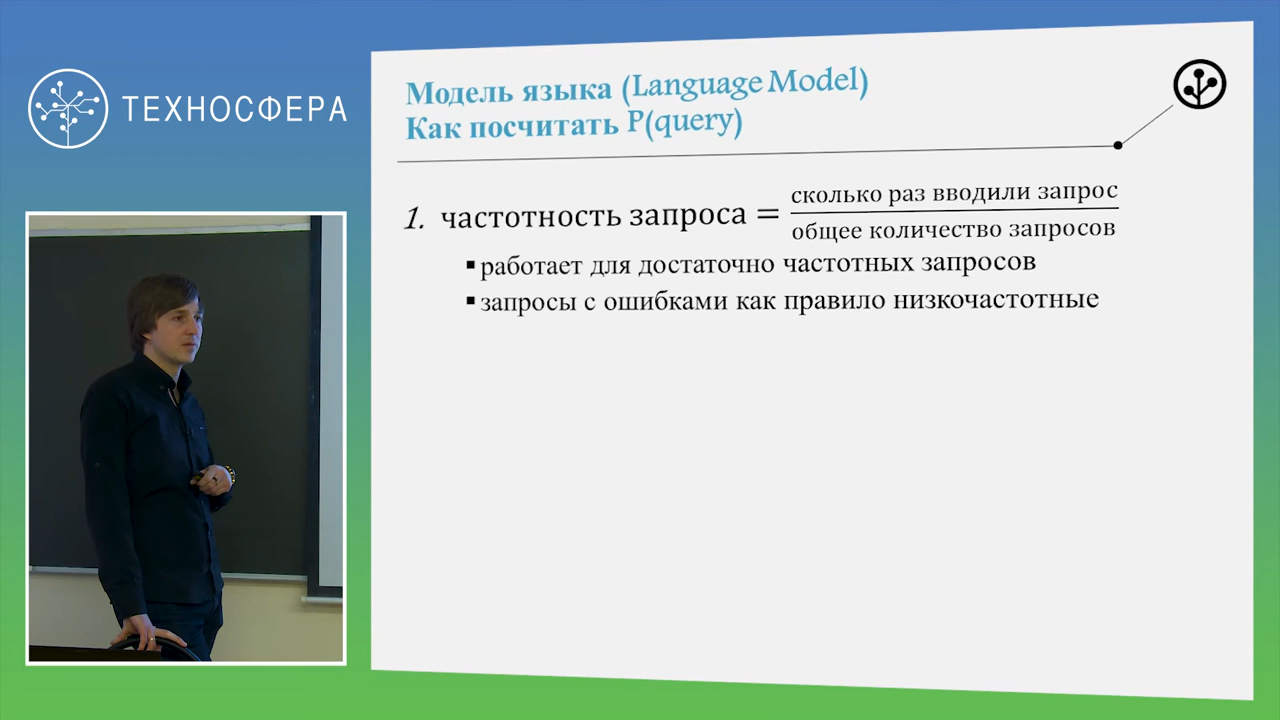 ТЕХНОСФЕРА
Модель языка (Language Model)
Как посчитать P(query)
1. частотность запроса = сколько раз вводили запрос / общее количество запросов
▪ работает для достаточно частотных запросов
▪ запросы с ошибками как правило низкочастотные